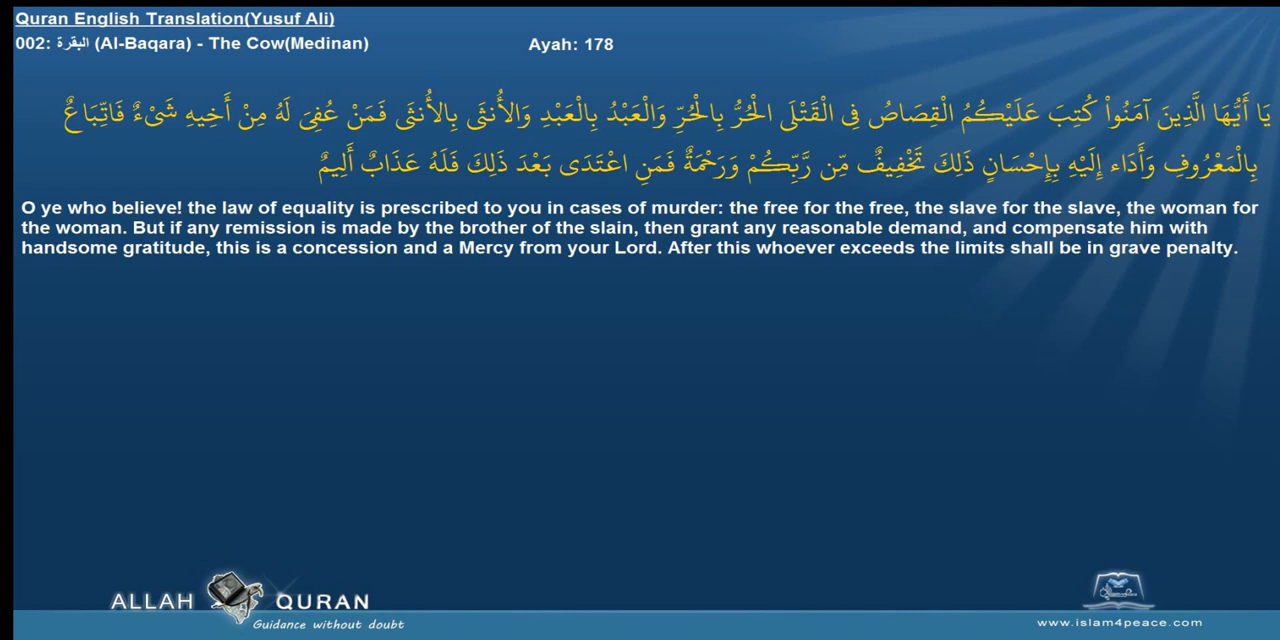 Quran English Translation(Yusuf Ali)
002: البقرة (Al-Baqara) - The Cow(Medinan) Ayah: 178
يَا أَيُّهَا الَّذِينَ آمَنُواْ كُتِبَ عَلَيْكُمُ الْقِصَاصُ فِي الْقَتْلَى الْحُرُّ بِالْحُرِّ وَالْعَبْدُ بِالْعَبْدِ وَالأُنثَى بِالأُنثَى فَمَنْ عُفِيَ لَهُ مِنْ أَخِيهِ شَيْءٌ فَاتِّبَاعٌ
بِالْمَعْرُوفِ وَأَدَاء إِلَيْهِ بِإِحْسَانٍ ذَلِكَ تَخْفِيفٌ مِّن رَّبِّكُمْ وَرَحْمَةٌ فَمَنِ اعْتَدَى بَعْدَ ذَلِكَ فَلَهُ عَذَابٌ أَلِيمٌ
O ye who believe! the law of equality is prescribed to you in cases of murder: the free for the free, the slave for the slave, the woman for
the woman. But if any remission is made by the brother of the slain, then grant any reasonable demand, and compensate him with
handsome gratitude, this is a concession and a Mercy from your Lord. After this whoever exceeds the limits shall be in grave penalty.
ALLAH QURAN
Guidance without doubt
www.islam4peace.com